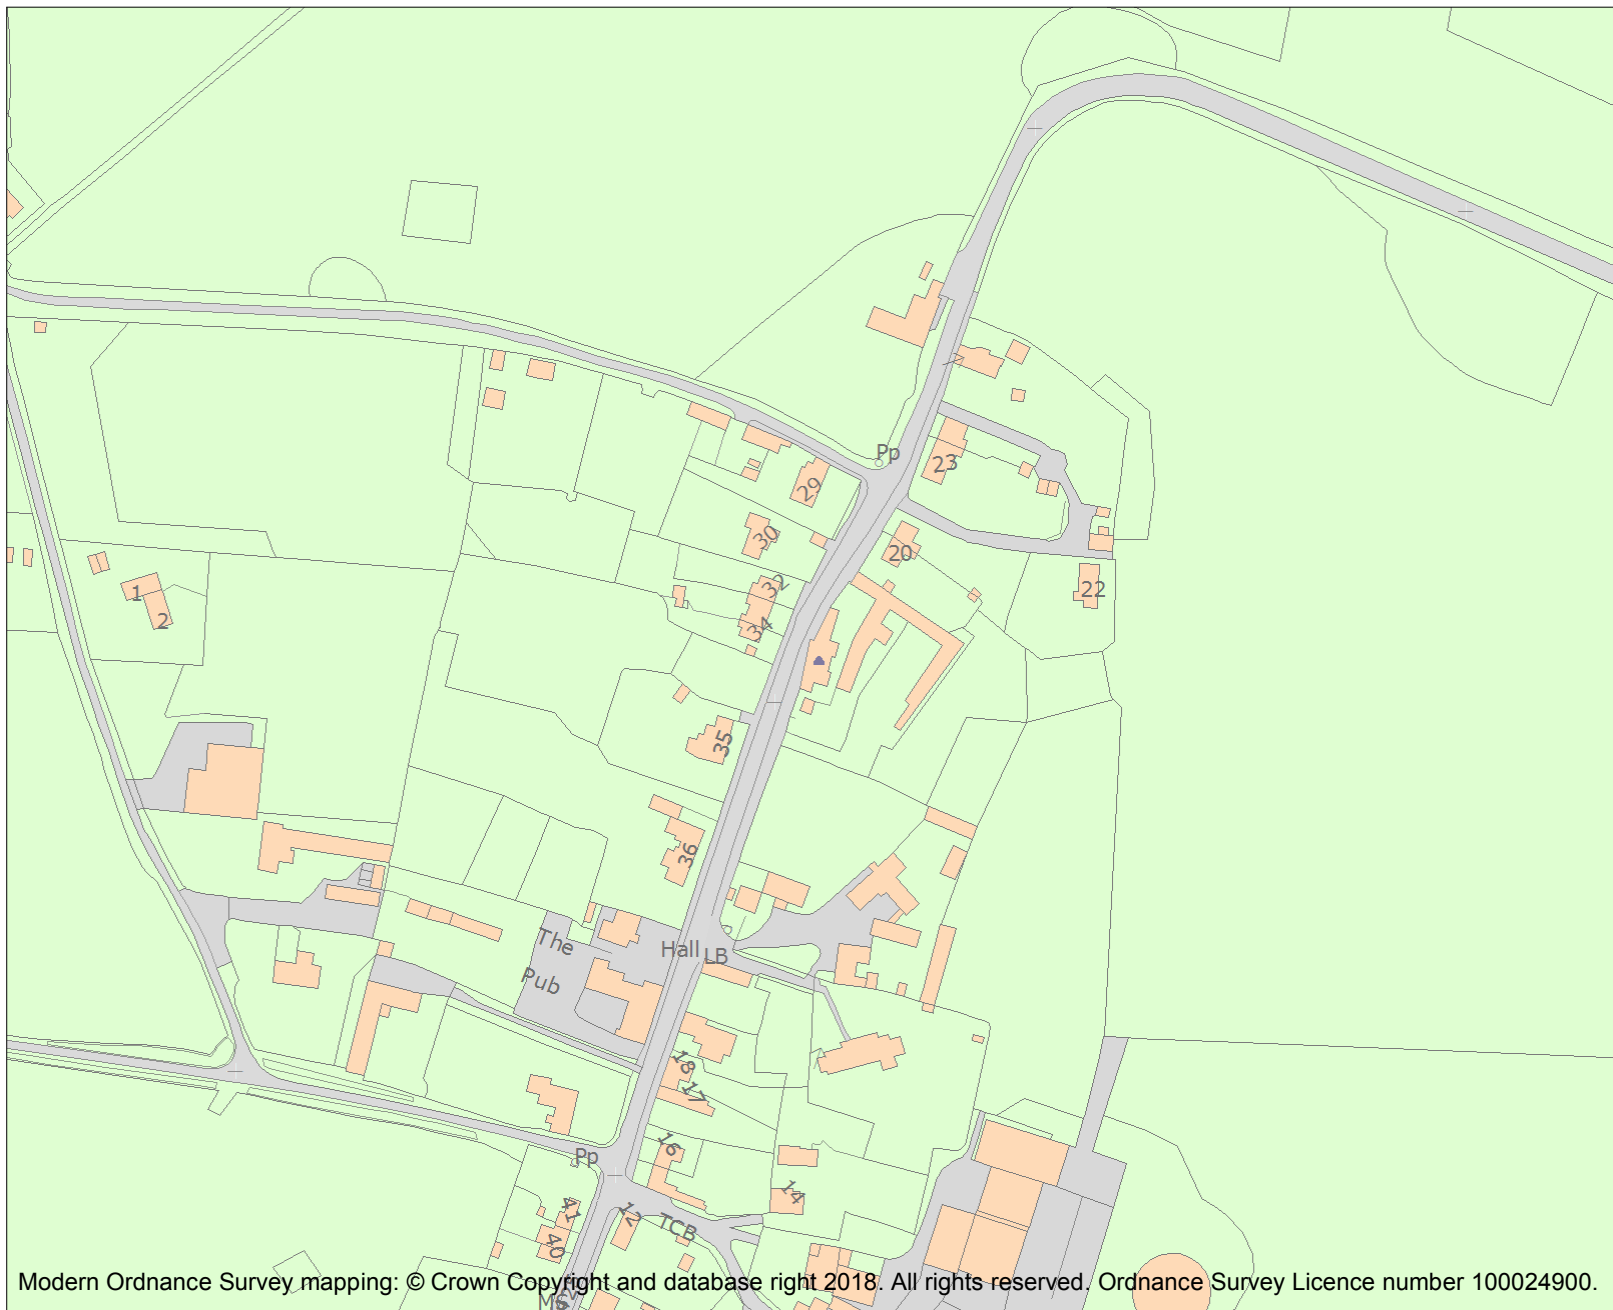 Pp
23
29
30
20
32
22
1
2
34
35
36
The
Pub
Hall
LB
18
17
16
Pp
14
41
12
TCB
40
Modern Ordnance Survey mapping: © Crown Copyright and database right 2018. All rights reserved. Ordnance Survey Licence number 100024900.
MS